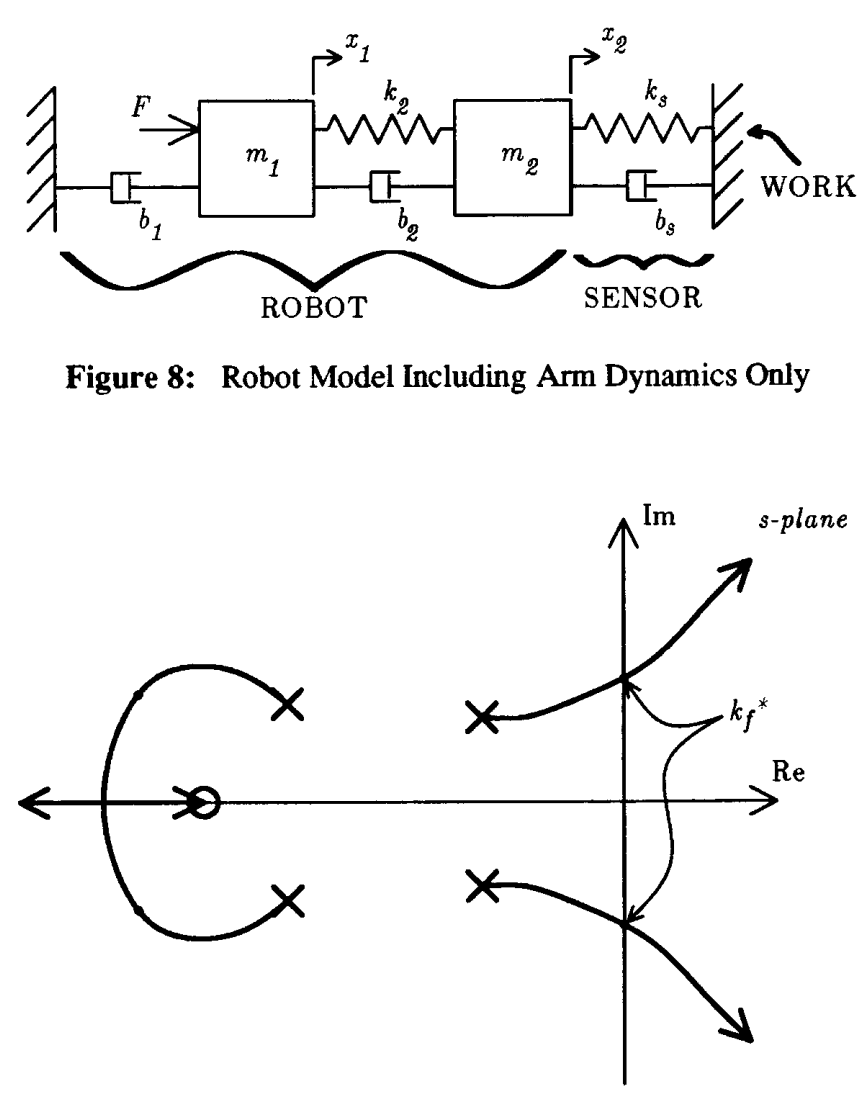 x1
x2
F
k2
ks
m1
m2
WORK
b1
b2
bs
ROBOT
SENSOR
Figure 8: Robot Model Including Arm Dynamics Only
Im
s-plane
kf*
Re